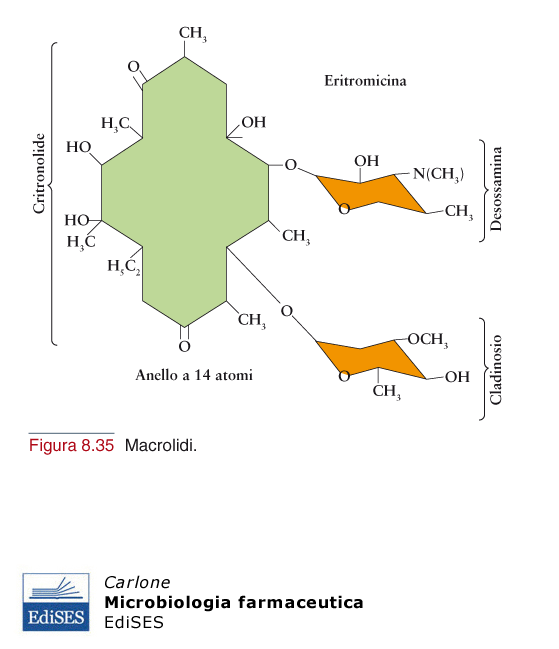 CH₃
O
Eritromicina
H₃C
OH
HO
O
OH
N(CH₃)
O
CH₃
HO
H₃C
CH₃
H₅C₂
Critronolide
Desossamina
O
CH₃
O
OCH₃
O
OH
CH₃
Cladinosio
Anello a 14 atomi
Figura 8.35 Macrolidi.
Carlone
Microbiologia farmaceutica
EdiSES
EdiSES